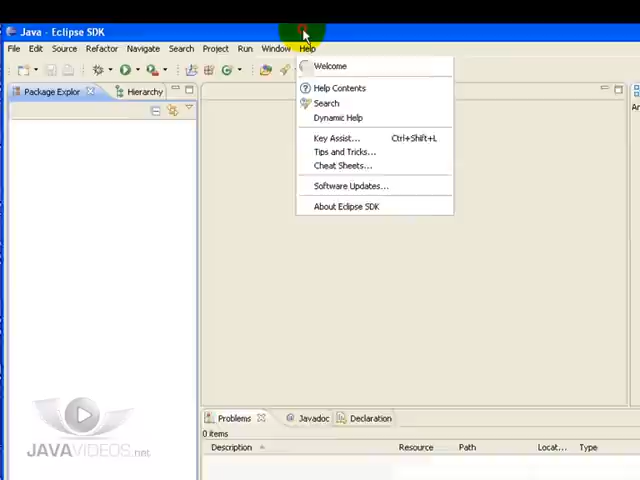 Java - Eclipse SDK
File Edit Source Refactor Navigate Search Project Run Window Help
Package Explor Hierarchy
Welcome
Help Contents
Search
Dynamic Help
Key Assist... Ctrl+Shift+L
Tips and Tricks...
Cheat Sheets...
Software Updates...
About Eclipse SDK
Problems Javadoc Declaration
0 items
Description Resource Path Locat... Type
JAVAVIDEOS.net